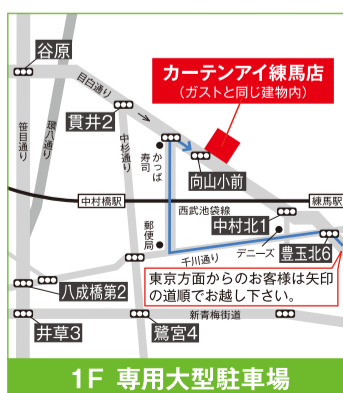 谷原
目白通り
カーテンアイ練馬店
(ガストと同じ建物内)
笹目通り
環八通り
貫井2
中杉通り
かっぱ
寿司
向山小前
中村橋駅
練馬駅
西武池袋線
中村北1
郵便局
デニーズ
千川通り
豊玉北6
東京方面からのお客様は矢印
の道順でお越し下さい。
八成橋第2
新青梅街道
井草3
鷺宮4
1F 専用大型駐車場